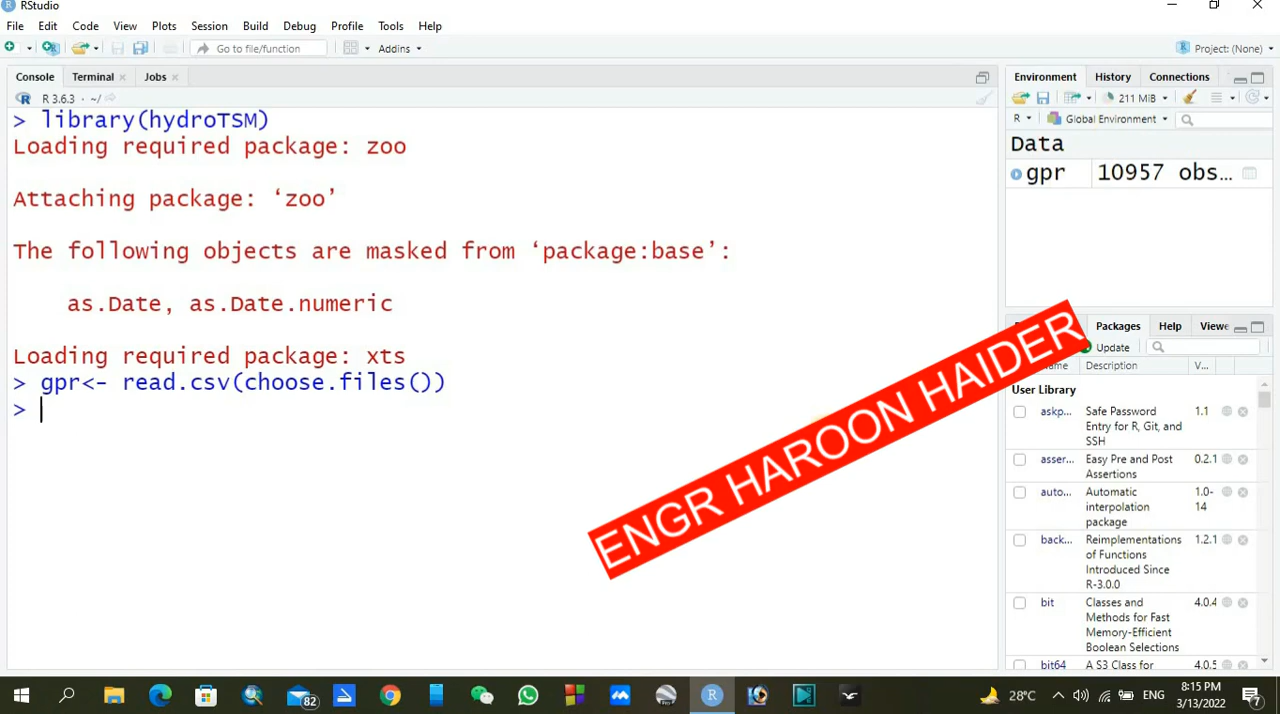 RStudio
File Edit Code View Plots Session Build Debug Profile Tools Help
Go to file/function Addins Project: (None)
Console Terminal Jobs
R 3.6.3 · ~/
> library(hydroTSM)
Loading required package: zoo
Attaching package: ‘zoo’
The following objects are masked from ‘package:base’:
as.Date, as.Date.numeric
Loading required package: xts
> gpr<- read.csv(choose.files())
>
Environment History Connections
211 MiB
R Global Environment
Data
gpr 10957 obs...
ENGR HAROON HAIDER
Packages Help Viewe
Update
Description V...
User Library
askp... Safe Password Entry for R, Git, and SSH 1.1
asser... Easy Pre and Post Assertions 0.2.1
auto... Automatic interpolation package 1.0-14
back... Reimplementations of Functions Introduced Since R-3.0.0 1.2.1
bit Classes and Methods for Fast Memory-Efficient Boolean Selections 4.0.4
bit64 A S3 Class for 4.0.5
82
28°C ENG 8:15 PM
3/13/2022
7